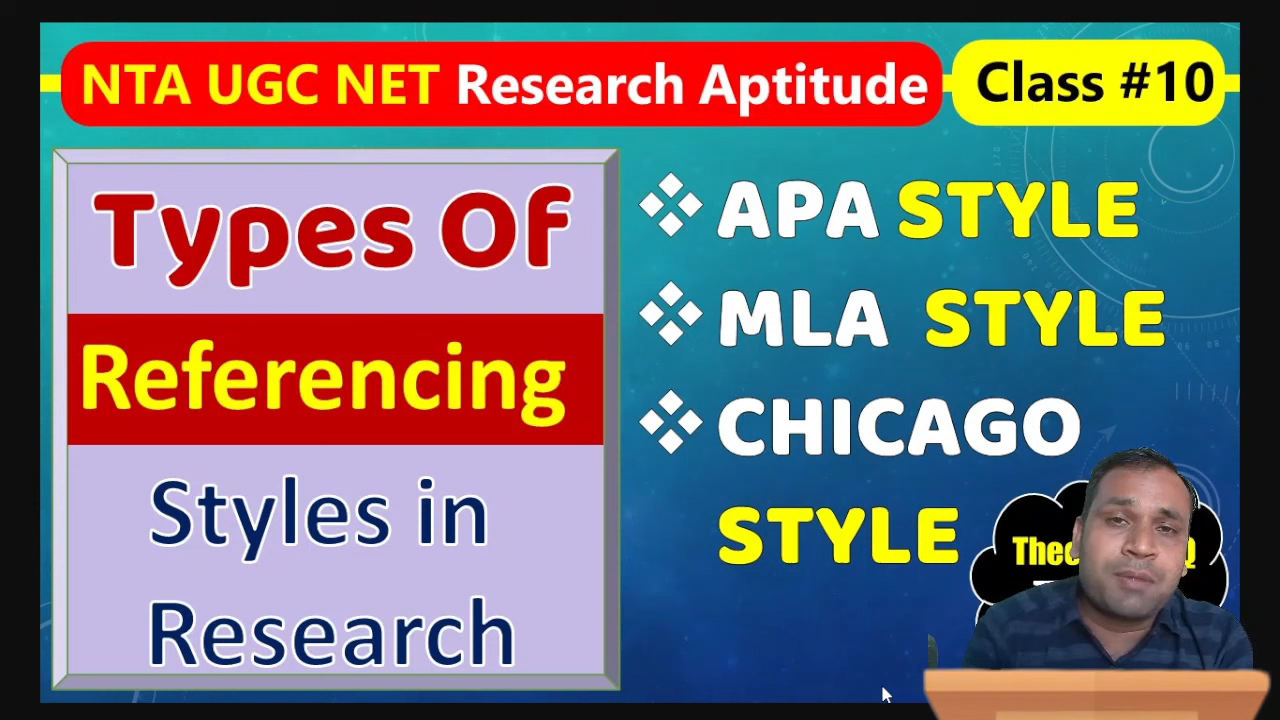 NTA UGC NET Research Aptitude
Class #10
Types Of
Referencing
Styles in
Research
APA STYLE
MLA STYLE
CHICAGO
STYLE